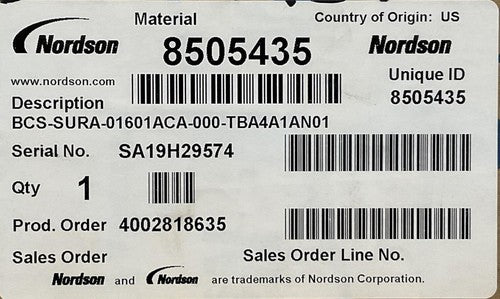 Material
Country of Origin: US
Nordson
8505435
Nordson
www.nordson.com
Unique ID
8505435
Description
BCS-SURA-01601ACA-000-TBA4A1AN01
Serial No. SA19H29574
Qty 1
Prod. Order 4002818635
Sales Order
Sales Order Line No.
Nordson and Nordson are trademarks of Nordson Corporation.